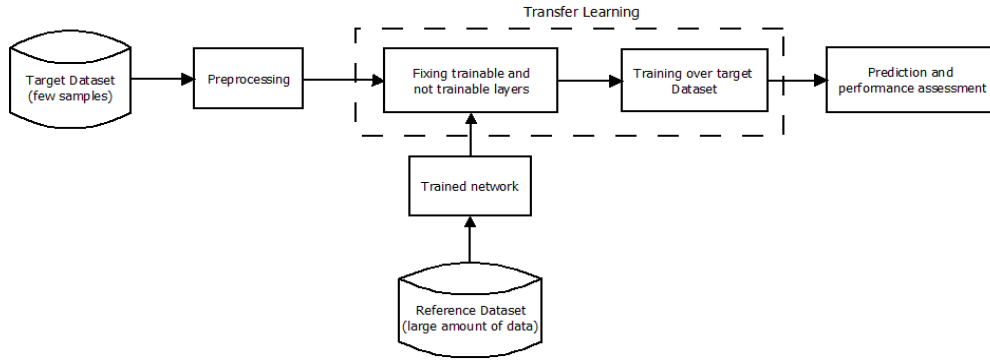 Transfer Learning
Target Dataset
(few samples)
Preprocessing
Fixing trainable and
not trainable layers
Training over target
Dataset
Prediction and
performance assessment
Trained network
Reference Dataset
(large amount of data)